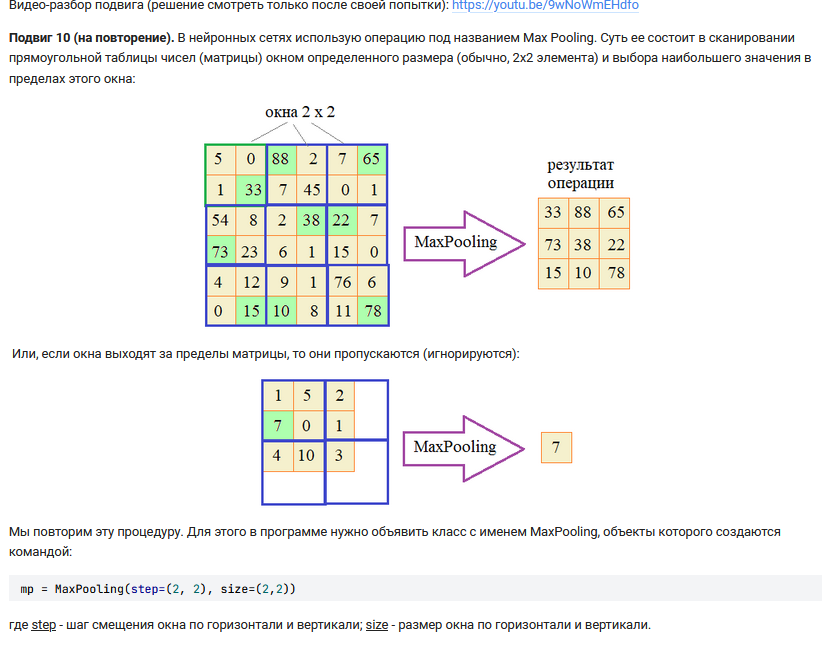 Видео-разбор подвига (решение смотреть только после своей попытки): https://youtu.be/9wNoWmEHdfo
Подвиг 10 (на повторение). В нейронных сетях использую операцию под названием Max Pooling. Суть ее состоит в сканировании
прямоугольной таблицы чисел (матрицы) окном определенного размера (обычно, 2x2 элемента) и выбора наибольшего значения в
пределах этого окна:
окна 2 x 2
5 0 88 2 7 65
1 33 7 45 0 1
54 8 2 38 22 7
73 23 6 1 15 0
4 12 9 1 76 6
0 15 10 8 11 78
MaxPooling
результат
операции
33 88 65
73 38 22
15 10 78
Или, если окна выходят за пределы матрицы, то они пропускаются (игнорируются):
1 5 2
7 0 1
4 10 3
MaxPooling
7
Мы повторим эту процедуру. Для этого в программе нужно объявить класс с именем MaxPooling, объекты которого создаются
командой:
mp = MaxPooling(step=(2, 2), size=(2,2))
где step - шаг смещения окна по горизонтали и вертикали; size - размер окна по горизонтали и вертикали.